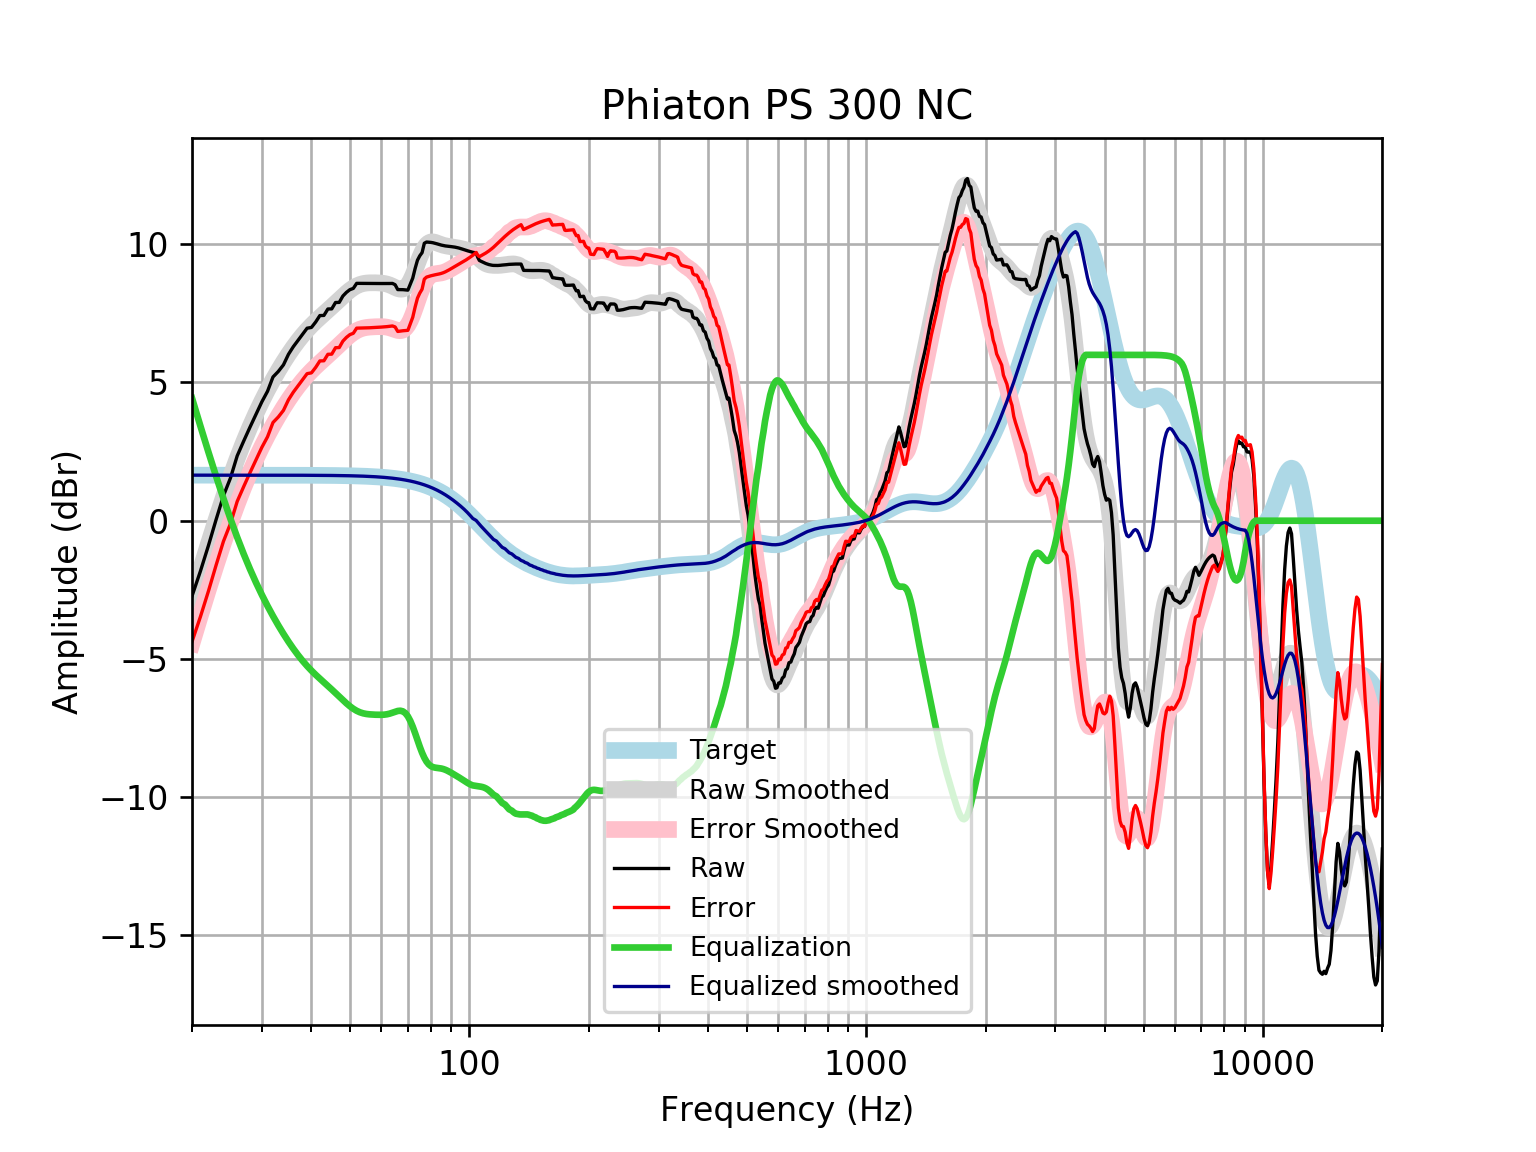 Phiaton PS 300 NC
Amplitude (dBr)
10
5
0
−5
−10
−15
Target
Raw Smoothed
Error Smoothed
Raw
Error
Equalization
Equalized smoothed
100
1000
10000
Frequency (Hz)